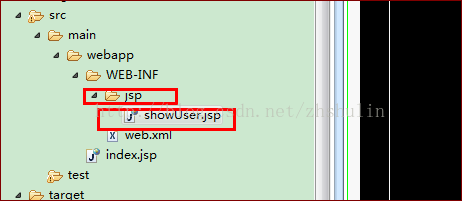 src
main
webapp
WEB-INF
jsp
showUser.jsp
web.xml
index.jsp
test
target